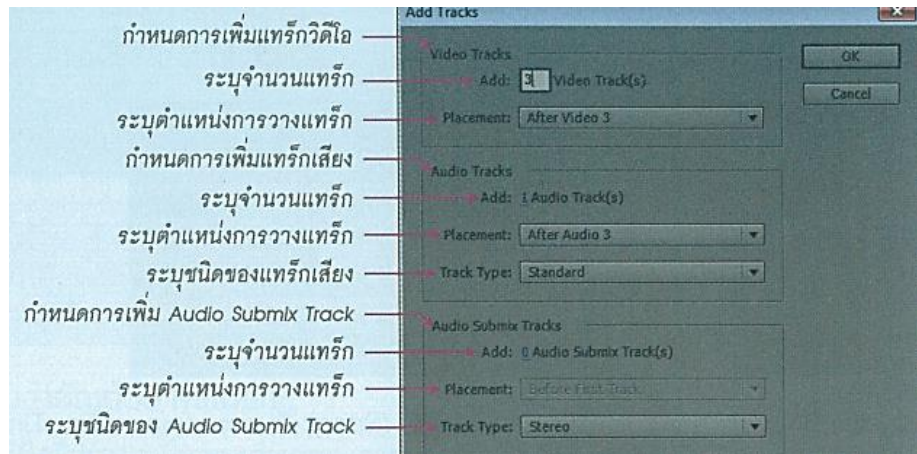 Add Tracks
กำหนดการเพิ่มแทร็กวิดีโอ
Video Tracks
OK
ระบุจำนวนแทร็ก
Add: 3 Video Track(s)
Cancel
ระบุตำแหน่งการวางแทร็ก
Placement: After Video 3
กำหนดการเพิ่มแทร็กเสียง
Audio Tracks
ระบุจำนวนแทร็ก
Add: 1 Audio Track(s)
ระบุตำแหน่งการวางแทร็ก
Placement: After Audio 3
ระบุชนิดของแทร็กเสียง
Track Type: Standard
กำหนดการเพิ่ม Audio Submix Track
Audio Submix Tracks
ระบุจำนวนแทร็ก
Add: 0 Audio Submix Track(s)
ระบุตำแหน่งการวางแทร็ก
Placement: Before First Track
ระบุชนิดของ Audio Submix Track
Track Type: Stereo